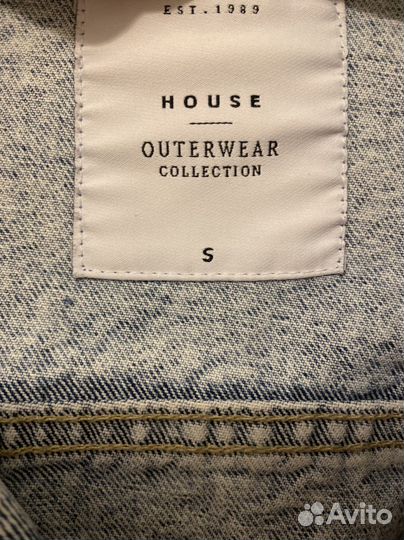 EST.1989
HOUSE
OUTERWEAR
COLLECTION
S
Avito